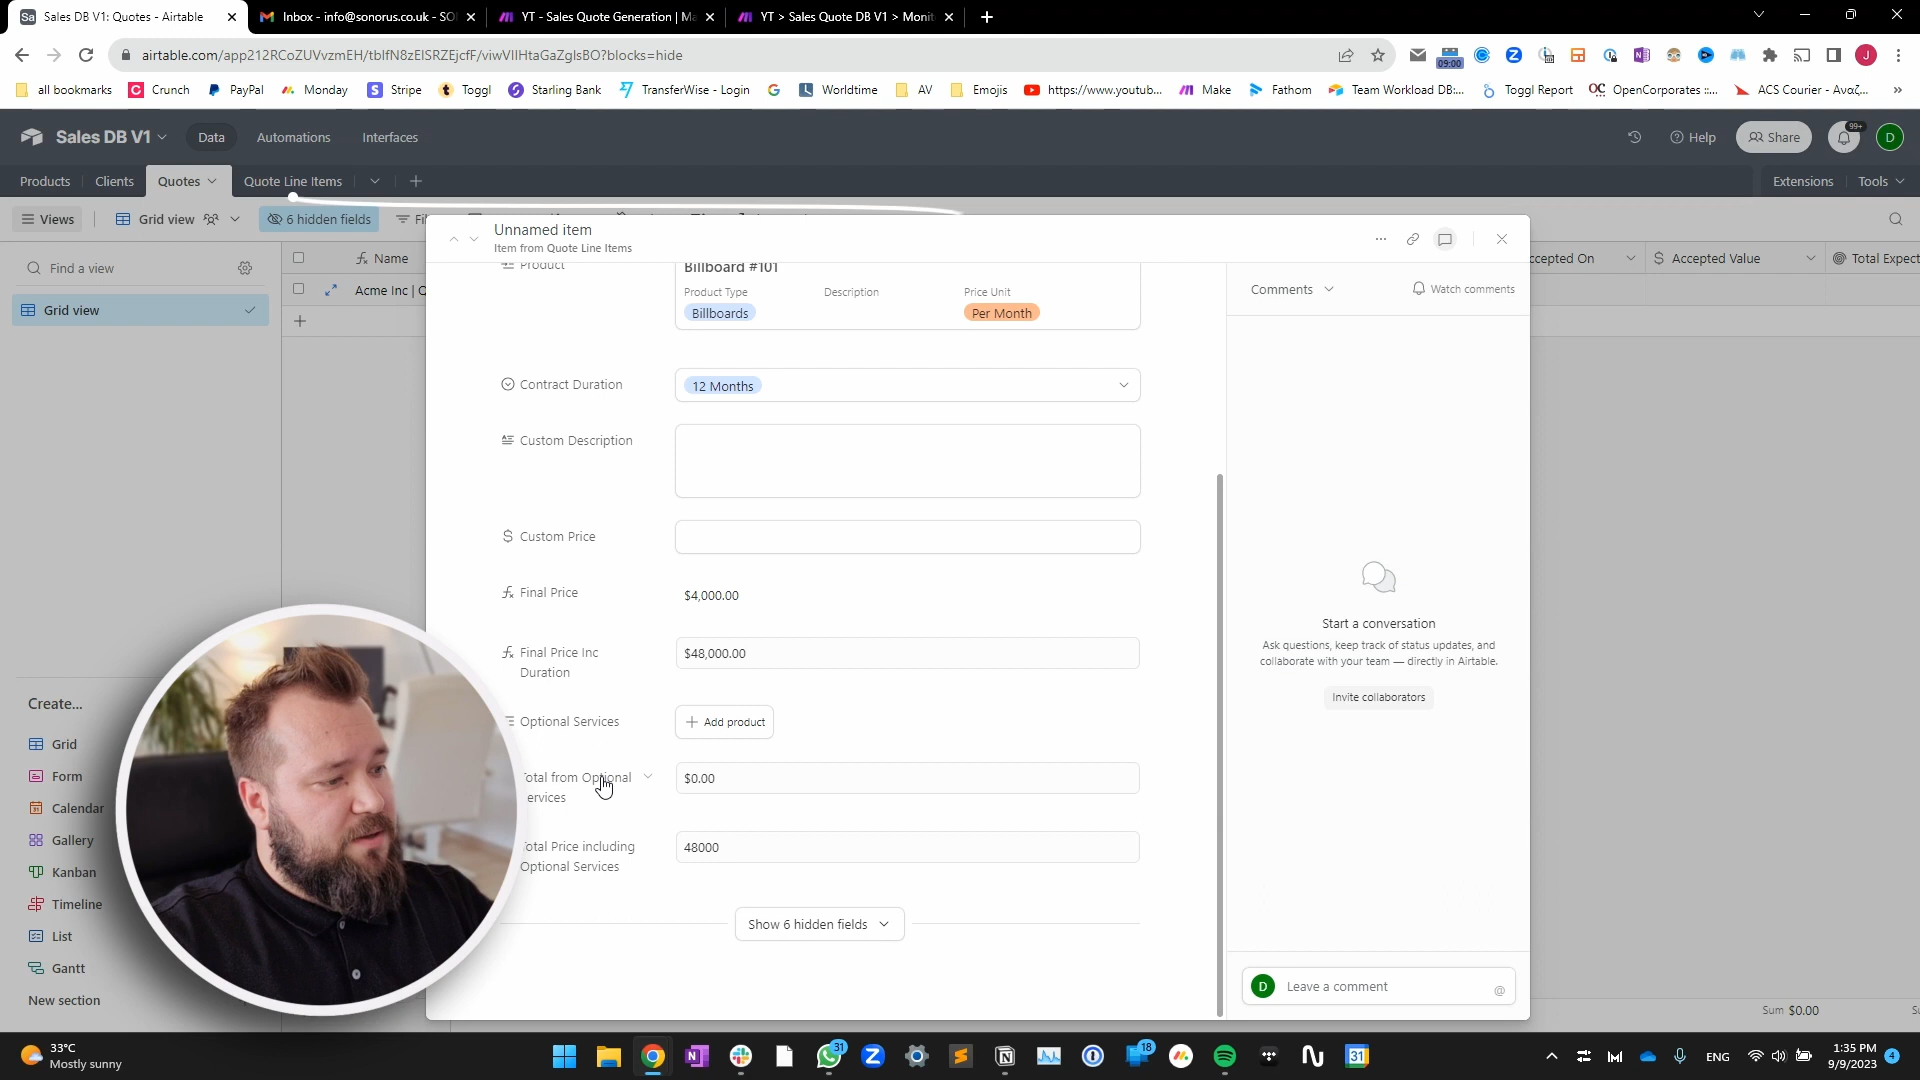 Sales DB V1: Quotes - Airtable
Inbox - info@sonorus.co.uk - SO
YT - Sales Quote Generation | Ma
YT > Sales Quote DB V1 > Monit
airtable.com/app212RCoZUVvzmEH/tblfN8zEISRZEjcfF/viwVIIHtaGaZgIsBO?blocks=hide
09:00
J
all bookmarks
Crunch
PayPal
Monday
Stripe
Toggl
Starling Bank
TransferWise - Login
Worldtime
AV
Emojis
https://www.youtub...
Make
Fathom
Team Workload DB:...
Toggl Report
OpenCorporates ::...
ACS Courier - Αναζ...
Sales DB V1
Data
Automations
Interfaces
Help
Share
99+
D
Products
Clients
Quotes
Quote Line Items
Extensions
Tools
Views
Grid view
6 hidden fields
Find a view
Grid view
Name
Acme Inc | Q
ccepted On
Accepted Value
Total Expect
Unnamed item
Item from Quote Line Items
Product
Billboard #101
Product Type
Description
Price Unit
Billboards
Per Month
Contract Duration
12 Months
Custom Description
Custom Price
Final Price
$4,000.00
Final Price Inc
Duration
$48,000.00
Optional Services
Add product
otal from Optional
ervices
$0.00
otal Price including
Optional Services
48000
Show 6 hidden fields
Comments
Watch comments
Start a conversation
Ask questions, keep track of status updates, and
collaborate with your team — directly in Airtable.
Invite collaborators
D
Leave a comment
@
Create...
Grid
Form
Calendar
Gallery
Kanban
Timeline
List
Gantt
New section
Sum $0.00
33°C
Mostly sunny
31
18
31
ENG
1:35 PM
9/9/2023
4